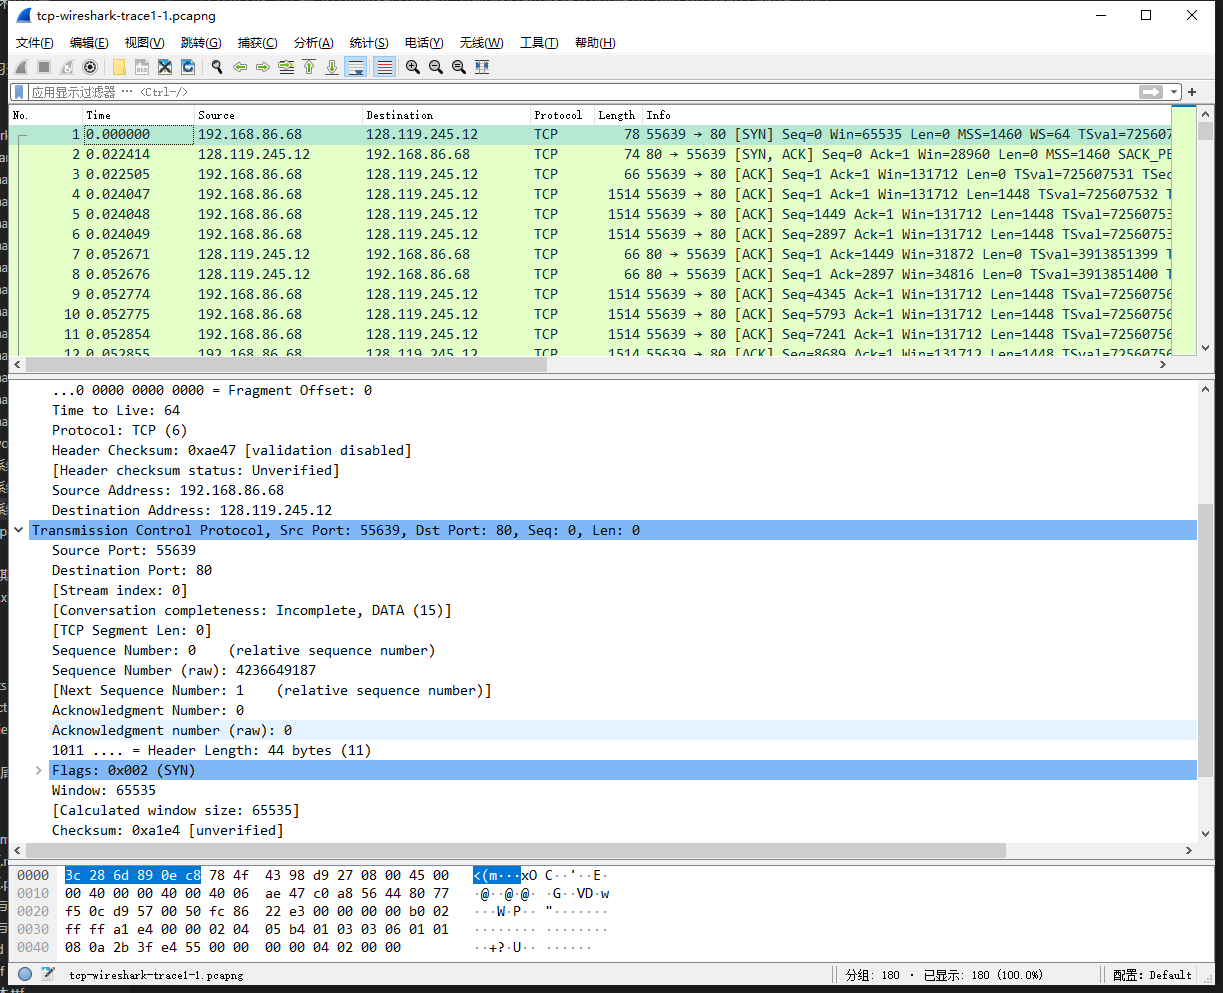 tcp-wireshark-trace1-1.pcapng
文件(F) 编辑(E) 视图(V) 跳转(G) 捕获(C) 分析(A) 统计(S) 电话(Y) 无线(W) 工具(T) 帮助(H)
应用显示过滤器 ··· <Ctrl-/>
No. Time Source Destination Protocol Length Info
1 0.000000 192.168.86.68 128.119.245.12 TCP 78 55639 → 80 [SYN] Seq=0 Win=65535 Len=0 MSS=1460 WS=64 TSval=725607
2 0.022414 128.119.245.12 192.168.86.68 TCP 74 80 → 55639 [SYN, ACK] Seq=0 Ack=1 Win=28960 Len=0 MSS=1460 SACK_PE
3 0.022505 192.168.86.68 128.119.245.12 TCP 66 55639 → 80 [ACK] Seq=1 Ack=1 Win=131712 Len=0 TSval=725607531 TSec
4 0.024047 192.168.86.68 128.119.245.12 TCP 1514 55639 → 80 [ACK] Seq=1 Ack=1 Win=131712 Len=1448 TSval=725607532 T
5 0.024048 192.168.86.68 128.119.245.12 TCP 1514 55639 → 80 [ACK] Seq=1449 Ack=1 Win=131712 Len=1448 TSval=72560753
6 0.024049 192.168.86.68 128.119.245.12 TCP 1514 55639 → 80 [ACK] Seq=2897 Ack=1 Win=131712 Len=1448 TSval=72560753
7 0.052671 128.119.245.12 192.168.86.68 TCP 66 80 → 55639 [ACK] Seq=1 Ack=1449 Win=31872 Len=0 TSval=3913851399 T
8 0.052676 128.119.245.12 192.168.86.68 TCP 66 80 → 55639 [ACK] Seq=1 Ack=2897 Win=34816 Len=0 TSval=3913851400 T
9 0.052774 192.168.86.68 128.119.245.12 TCP 1514 55639 → 80 [ACK] Seq=4345 Ack=1 Win=131712 Len=1448 TSval=72560756
10 0.052775 192.168.86.68 128.119.245.12 TCP 1514 55639 → 80 [ACK] Seq=5793 Ack=1 Win=131712 Len=1448 TSval=72560756
11 0.052854 192.168.86.68 128.119.245.12 TCP 1514 55639 → 80 [ACK] Seq=7241 Ack=1 Win=131712 Len=1448 TSval=72560756
12 0.052855 192.168.86.68 128.119.245.12 TCP 1514 55639 → 80 [ACK] Seq=8689 Ack=1 Win=131712 Len=1448 TSval=72560756
...0 0000 0000 0000 = Fragment Offset: 0
Time to Live: 64
Protocol: TCP (6)
Header Checksum: 0xae47 [validation disabled]
[Header checksum status: Unverified]
Source Address: 192.168.86.68
Destination Address: 128.119.245.12
Transmission Control Protocol, Src Port: 55639, Dst Port: 80, Seq: 0, Len: 0
Source Port: 55639
Destination Port: 80
[Stream index: 0]
[Conversation completeness: Incomplete, DATA (15)]
[TCP Segment Len: 0]
Sequence Number: 0 (relative sequence number)
Sequence Number (raw): 4236649187
[Next Sequence Number: 1 (relative sequence number)]
Acknowledgment Number: 0
Acknowledgment number (raw): 0
1011 .... = Header Length: 44 bytes (11)
Flags: 0x002 (SYN)
Window: 65535
[Calculated window size: 65535]
Checksum: 0xa1e4 [unverified]
0000 3c 28 6d 89 0e c8 78 4f 43 98 d9 27 08 00 45 00 <(m···xO C··'··E·
0010 00 40 00 00 40 00 40 06 ae 47 c0 a8 56 44 80 77 ·@··@·@· ·G··VD·w
0020 f5 0c d9 57 00 50 fc 86 22 e3 00 00 00 00 b0 02 ···W·P·· "·······
0030 ff ff a1 e4 00 00 02 04 05 b4 01 03 03 06 01 01 ········ ········
0040 08 0a 2b 3f e4 55 00 00 00 00 04 02 00 00 ··+?·U·· ······
tcp-wireshark-trace1-1.pcapng 分组: 180 · 已显示: 180 (100.0%) 配置: Default